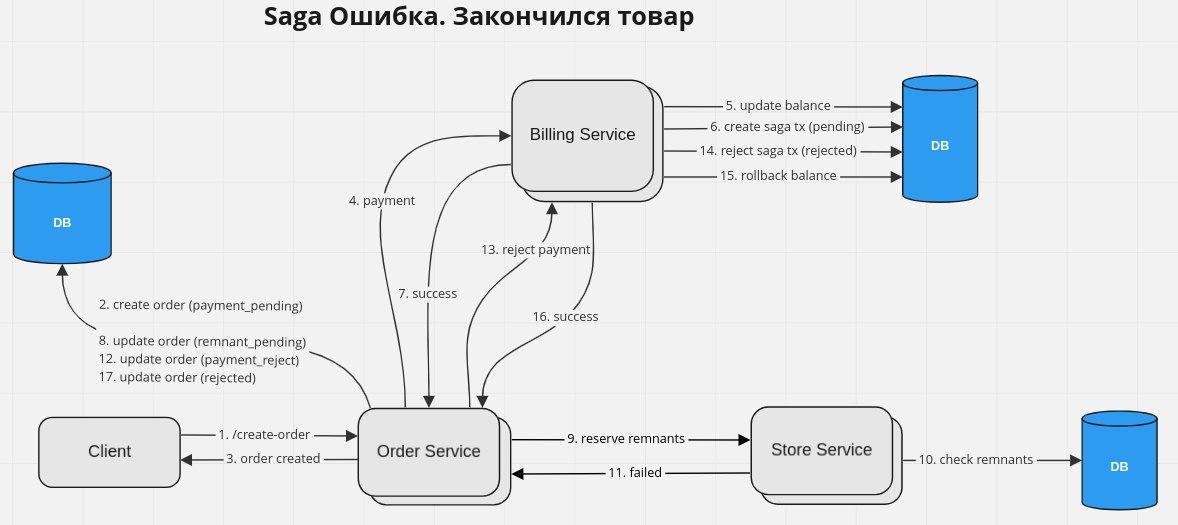 Saga Ошибка. Закончился товар
Billing Service
5. update balance
6. create saga tx (pending)
14. reject saga tx (rejected)
15. rollback balance
DB
DB
4. payment
7. success
13. reject payment
16. success
2. create order (payment_pending)
8. update order (remnant_pending)
12. update order (payment_reject)
17. update order (rejected)
Client
1. /create-order
3. order created
Order Service
9. reserve remnants
11. failed
Store Service
10. check remnants
DB